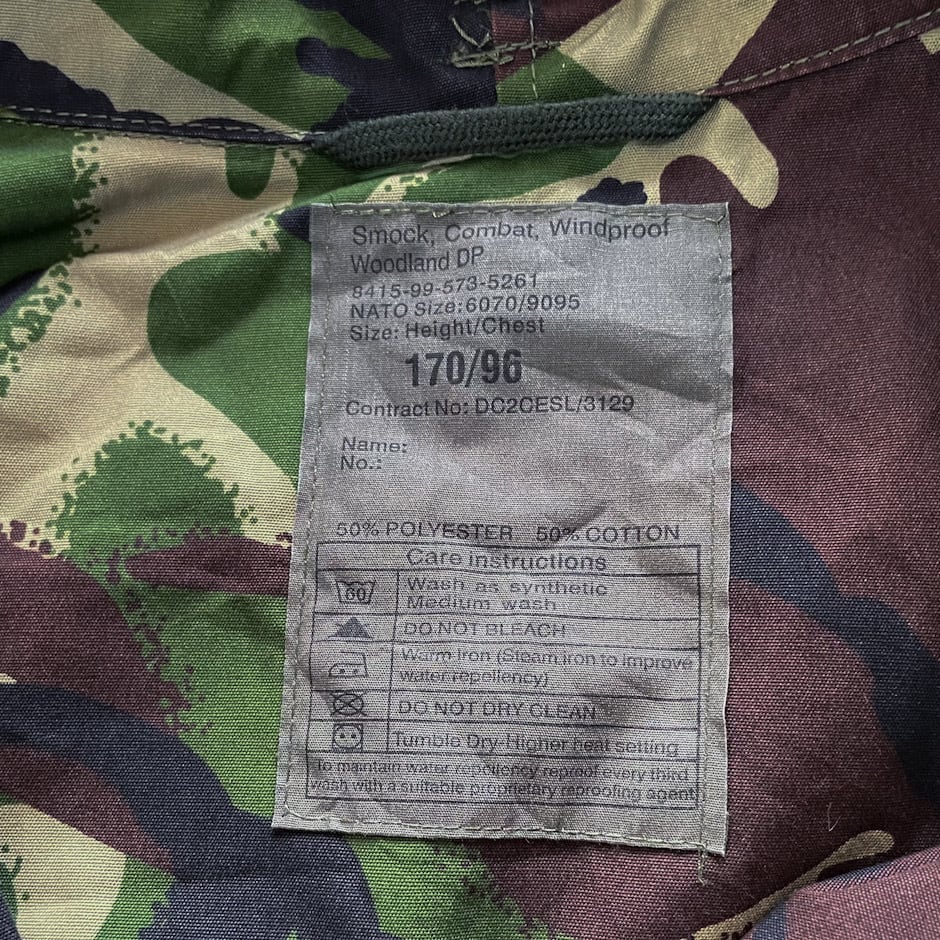 Smock, Combat, Windproof
Woodland DP
8415-99-573-5261
NATO Size:6070/9095
Size: Height/Chest
170/96
Contract No: DC2CESL/3129
Name:
No.:
50% POLYESTER 50% COTTON
Care instructions
60 Wash as synthetic
Medium wash
DO NOT BLEACH
Warm Iron (Steam iron to improve
water repellency)
DO NOT DRY CLEAN
Tumble Dry-Higher heat setting
To maintain water repellency reproof every third
wash with a suitable proprietary reproofing agent